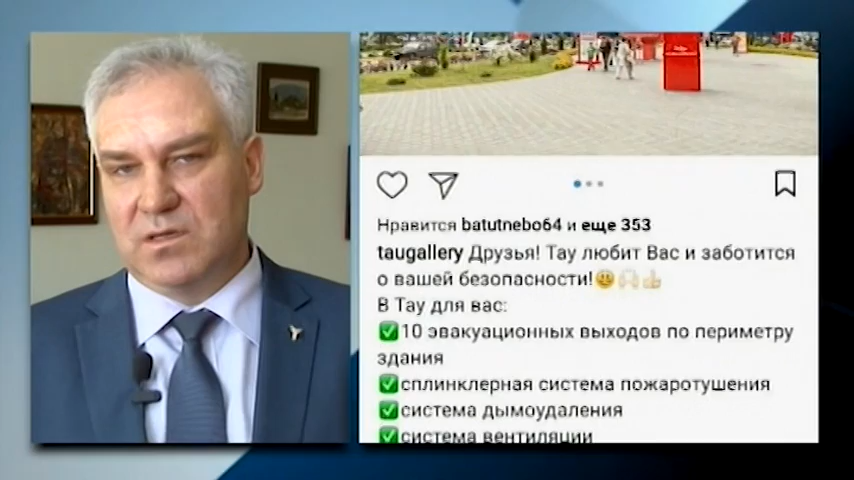 Нравится batutnebo64 и еще 353
taugallery Друзья! Тау любит Вас и заботится
о вашей безопасности!
В Тау для вас:
10 эвакуационных выходов по периметру
здания
сплинклерная система пожаротушения
система дымоудаления
система вентиляции